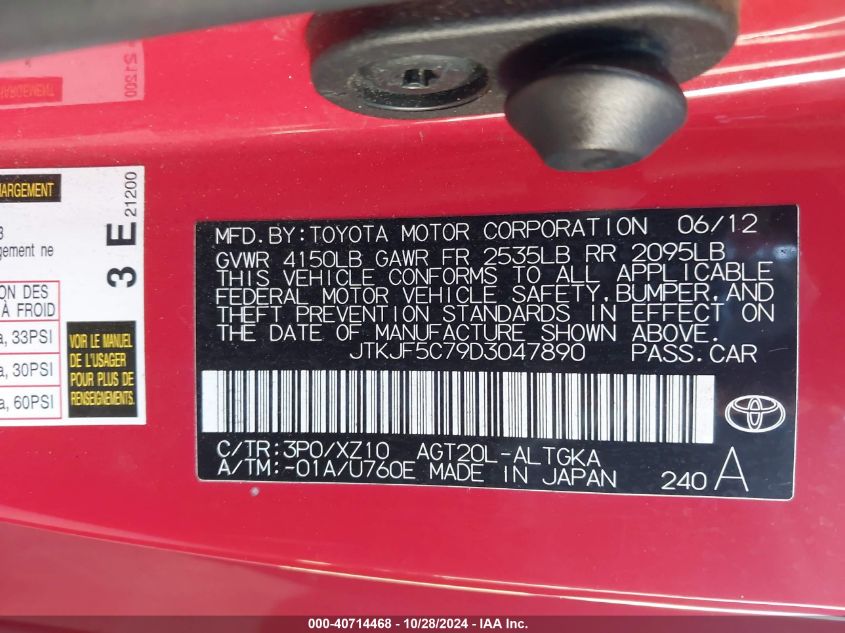 CHARGEMENT
3 E
21200
gement ne
ON DES
À FROID
a, 33PSI
a, 30PSI
a, 60PSI
VOIR LE MANUEL
DE L'USAGER
POUR PLUS DE
RENSEIGNEMENTS.
MFD. BY: TOYOTA MOTOR CORPORATION 06/12
GVWR 4150LB GAWR FR 2535LB RR 2095LB
THIS VEHICLE CONFORMS TO ALL APPLICABLE
FEDERAL MOTOR VEHICLE SAFETY, BUMPER, AND
THEFT PREVENTION STANDARDS IN EFFECT ON
THE DATE OF MANUFACTURE SHOWN ABOVE.
JTKJF5C79D3047890 PASS.CAR
C/TR: 3P0/XZ10 AGT20L-ALTGKA
A/TM: -01A/U760E MADE IN JAPAN 240 A
000-40714468 - 10/28/2024 - IAA Inc.